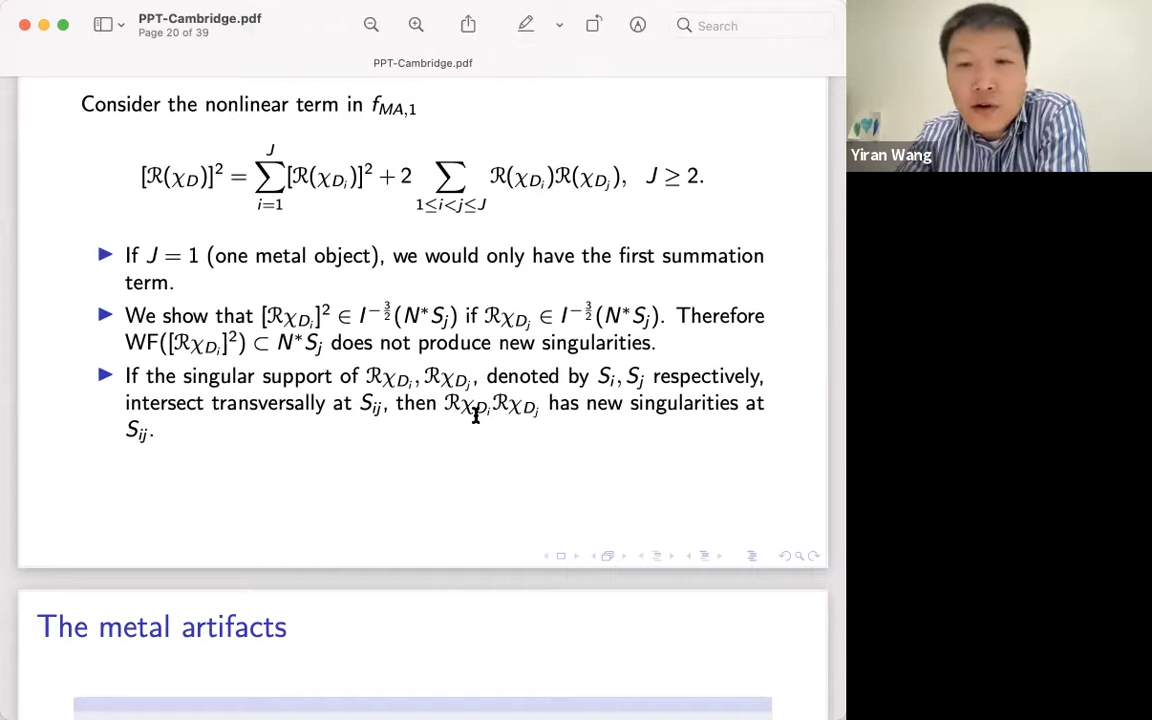 PPT-Cambridge.pdf
Page 20 of 39
Search
PPT-Cambridge.pdf
Consider the nonlinear term in f_{MA,1}
[ℛ(χ_D)]² = ∑_{i=1}^{J} [ℛ(χ_{D_i})]² + 2 ∑_{1≤i<j≤J} ℛ(χ_{D_i})ℛ(χ_{D_j}), J ≥ 2.
▶ If J = 1 (one metal object), we would only have the first summation
term.
▶ We show that [ℛχ_{D_i}]² ∈ I^{-3/2}(N*S_j) if ℛχ_{D_j} ∈ I^{-3/2}(N*S_j). Therefore
WF([ℛχ_{D_i}]²) ⊂ N*S_j does not produce new singularities.
▶ If the singular support of ℛχ_{D_i}, ℛχ_{D_j}, denoted by S_i, S_j respectively,
intersect transversally at S_{ij}, then ℛχ_{D_i}ℛχ_{D_j} has new singularities at
S_{ij}.
The metal artifacts
Yiran Wang